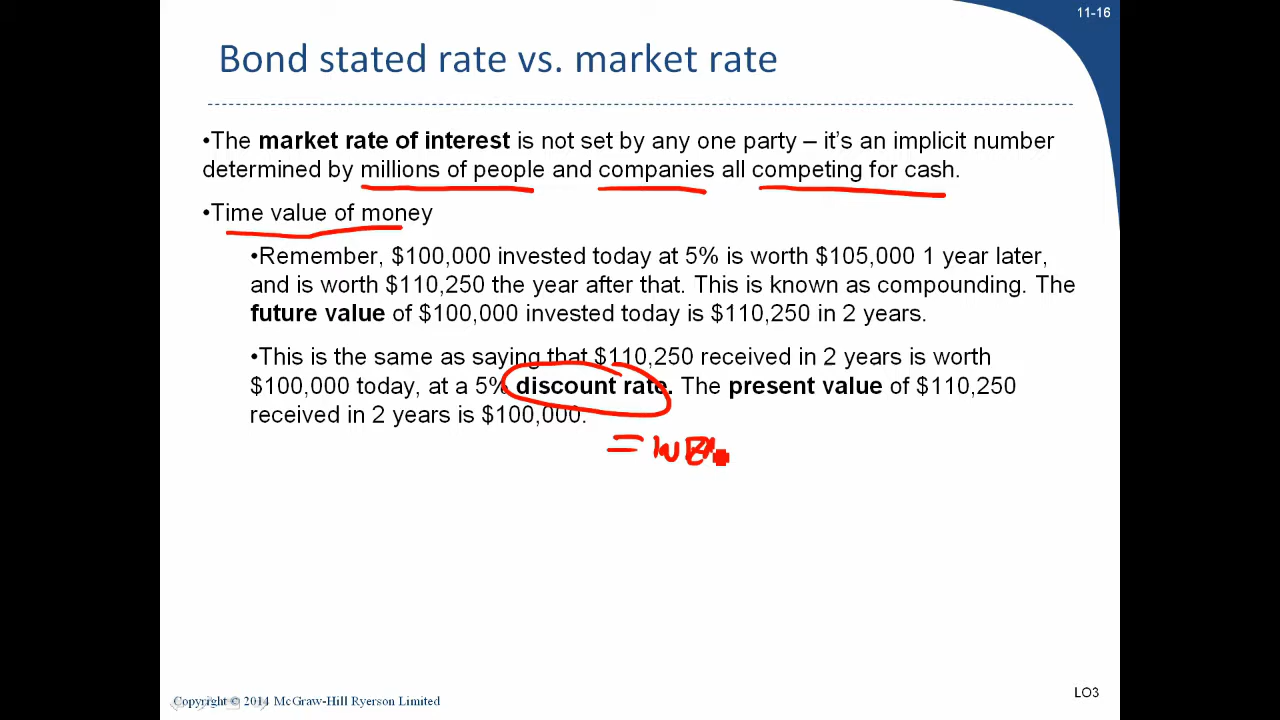 11-16
Bond stated rate vs. market rate
•The market rate of interest is not set by any one party – it's an implicit number
determined by millions of people and companies all competing for cash.
•Time value of money
•Remember, $100,000 invested today at 5% is worth $105,000 1 year later,
and is worth $110,250 the year after that. This is known as compounding. The
future value of $100,000 invested today is $110,250 in 2 years.
•This is the same as saying that $110,250 received in 2 years is worth
$100,000 today, at a 5% discount rate. The present value of $110,250
received in 2 years is $100,000.
=
Copyright © 2014 McGraw-Hill Ryerson Limited
LO3